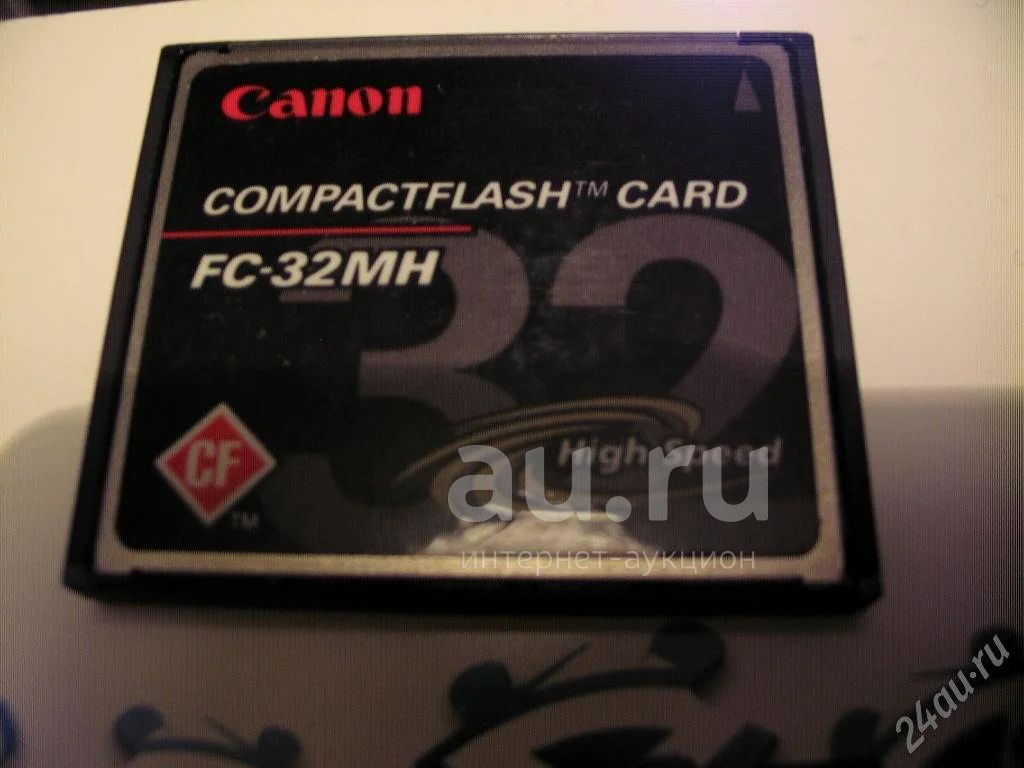 Canon
COMPACTFLASH™ CARD
FC-32MH
32
CF
TM
High Speed
au.ru
интернет-аукцион
24au.ru